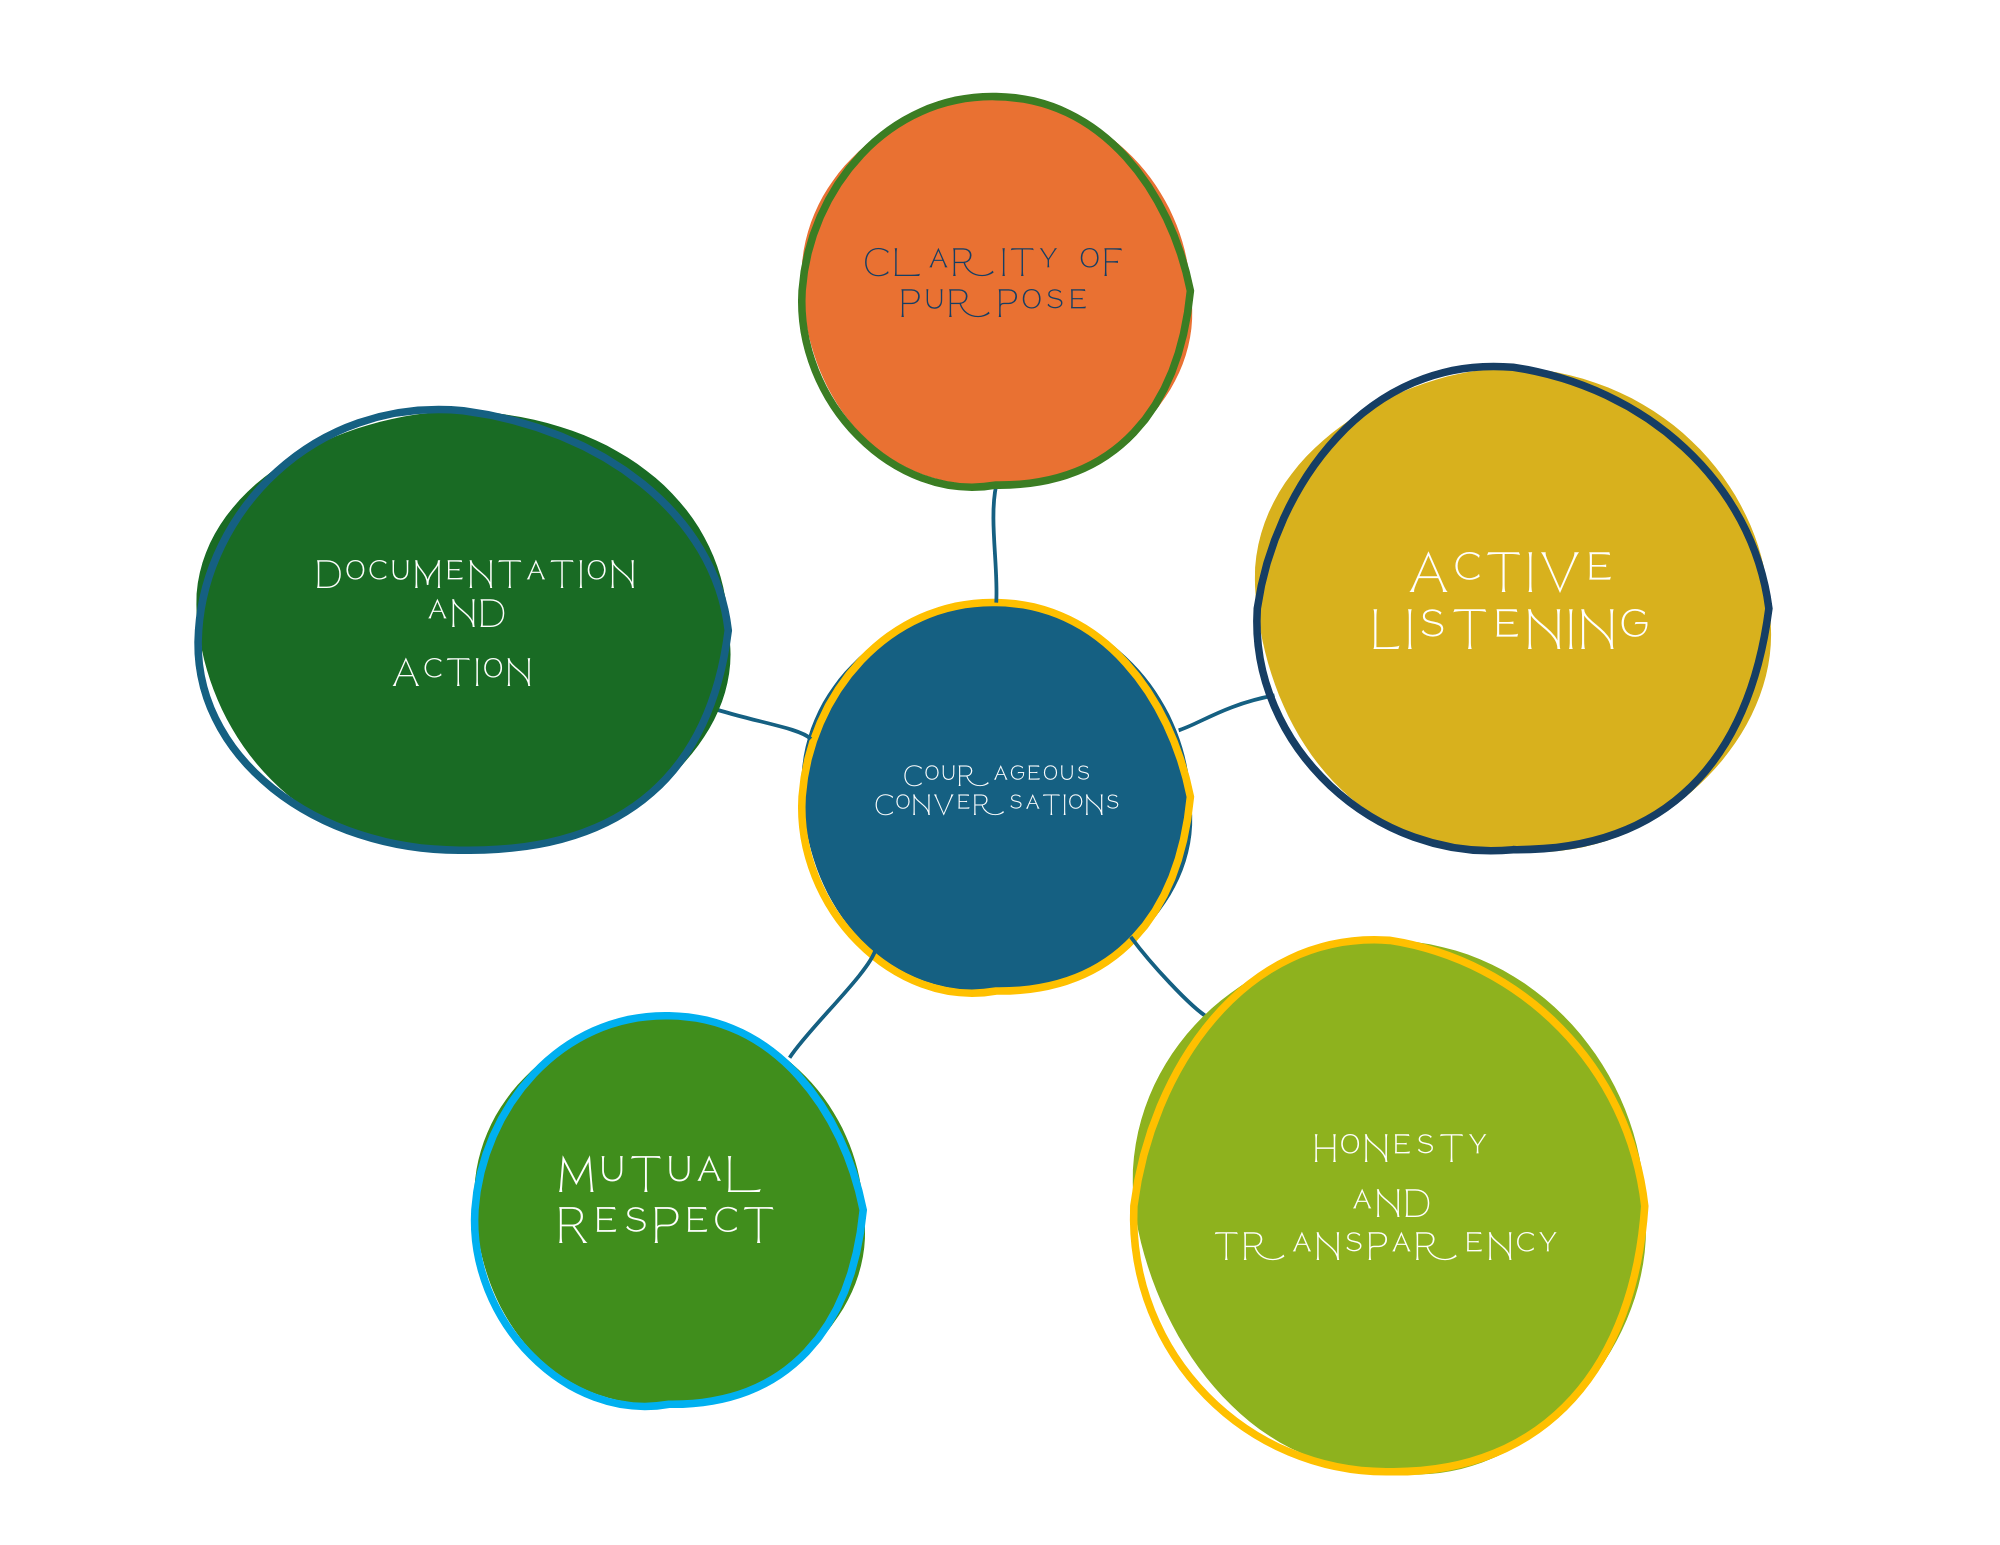 Clarity of
purpose
Active
Listening
Documentation
and
Action
Courageous
Conversations
Honesty
and
Transparency
Mutual
Respect